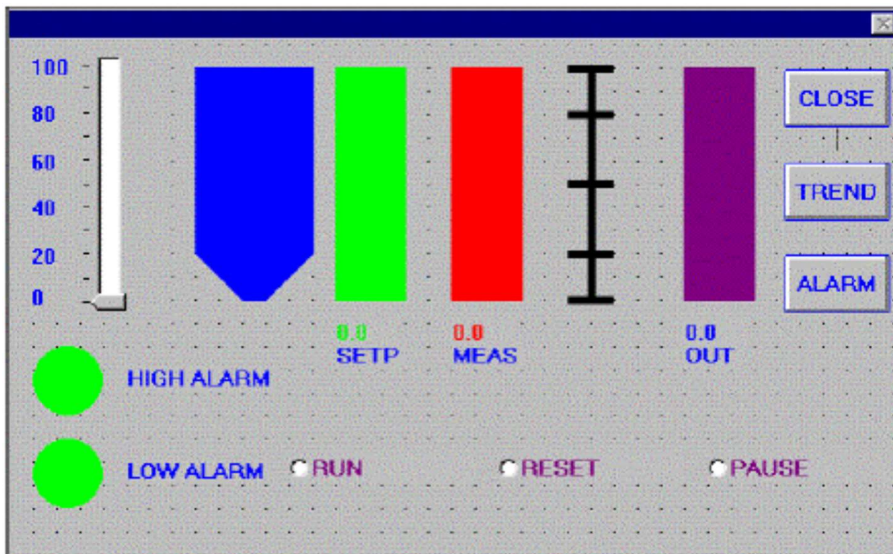 100
80
60
40
20
0
CLOSE
TREND
ALARM
0.0
SETP
0.0
MEAS
0.0
OUT
HIGH ALARM
LOW ALARM
RUN
RESET
PAUSE